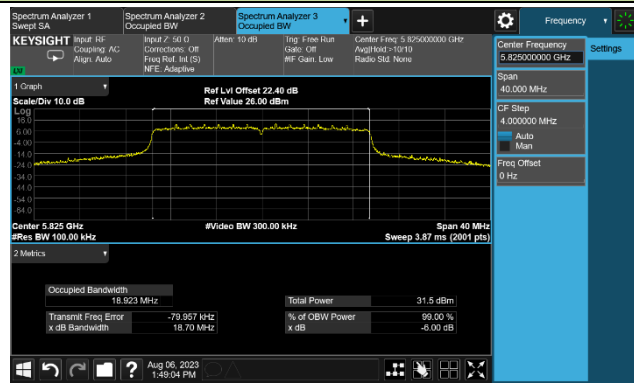 Spectrum Analyzer 1
Swept SA
Spectrum Analyzer 2
Occupied BW
Spectrum Analyzer 3
Occupied BW
Frequency
KEYSIGHT
Input: RF
Coupling: AC
Align: Auto
Input Z: 50 Ω
Corrections: Off
Freq Ref: Int (S)
NFE: Adaptive
Atten: 10 dB
Trig: Free Run
Gate: Off
#IF Gain: Low
Center Freq: 5.825000000 GHz
Avg|Hold:>10/10
Radio Std: None
Center Frequency
5.825000000 GHz
Settings
Span
40.000 MHz
CF Step
4.000000 MHz
Auto
Man
Freq Offset
0 Hz
1 Graph
Scale/Div 10.0 dB
Ref Lvl Offset 22.40 dB
Ref Value 26.00 dBm
Log
16.0
6.00
-4.00
-14.0
-24.0
-34.0
-44.0
-54.0
-64.0
Center 5.825 GHz
#Res BW 100.00 kHz
#Video BW 300.00 kHz
Span 40 MHz
Sweep 3.87 ms (2001 pts)
2 Metrics
Occupied Bandwidth
18.923 MHz
Total Power 31.5 dBm
Transmit Freq Error -79.957 kHz
% of OBW Power 99.00 %
x dB Bandwidth 18.70 MHz
x dB -6.00 dB
Aug 06, 2023
1:49:04 PM